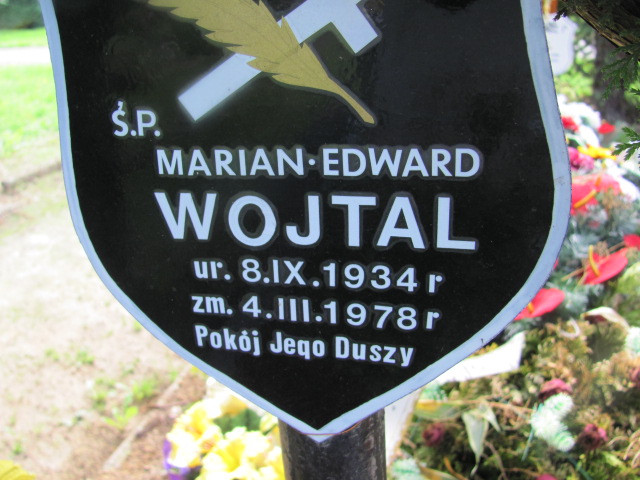 Ś.P.
MARIAN·EDWARD
WOJTAL
ur. 8.IX.1934 r
zm. 4.III.1978 r
Pokój Jego Duszy